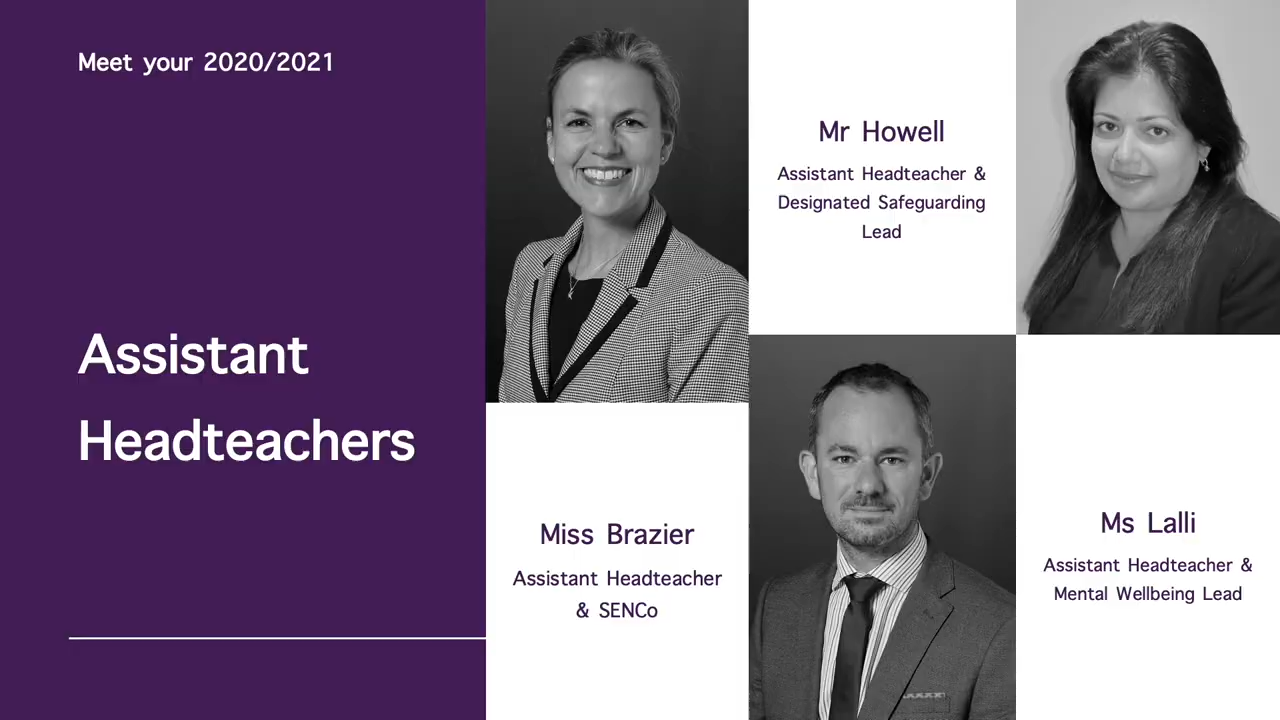 Meet your 2020/2021
Assistant
Headteachers
Miss Brazier
Assistant Headteacher
& SENCo
Mr Howell
Assistant Headteacher &
Designated Safeguarding
Lead
Ms Lalli
Assistant Headteacher &
Mental Wellbeing Lead